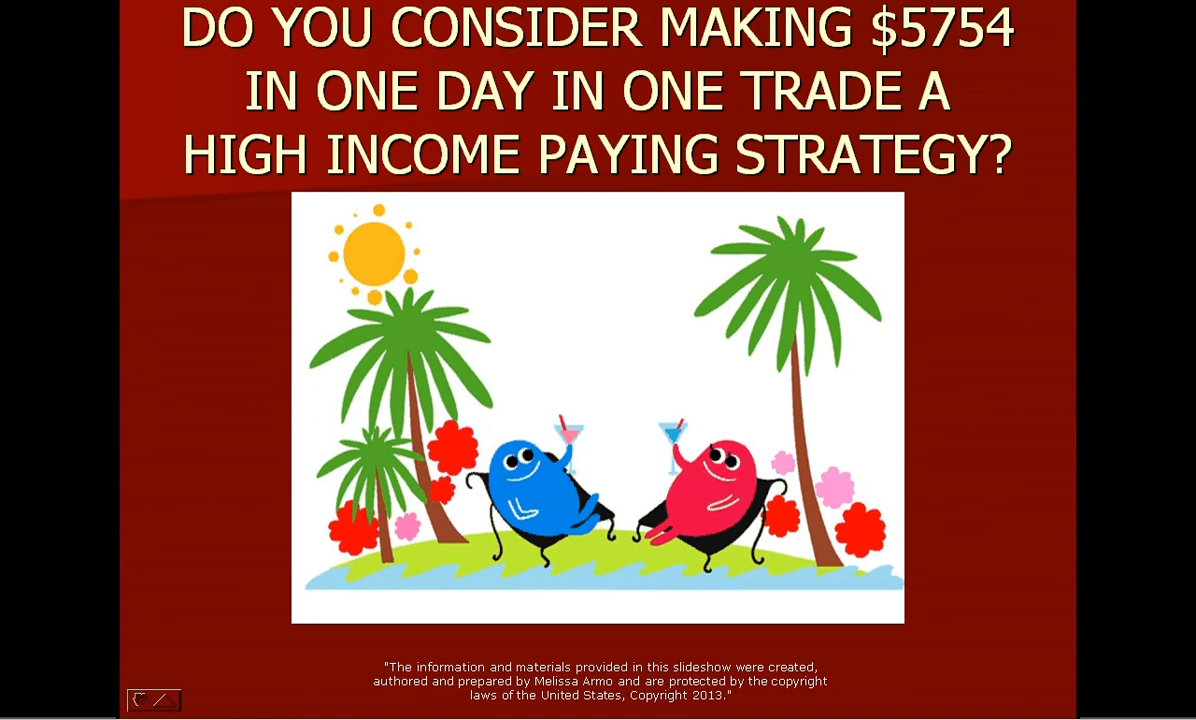 DO YOU CONSIDER MAKING $5754
IN ONE DAY IN ONE TRADE A
HIGH INCOME PAYING STRATEGY?
"The information and materials provided in this slideshow were created,
authored and prepared by Melissa Armo and are protected by the copyright
laws of the United States, Copyright 2013."